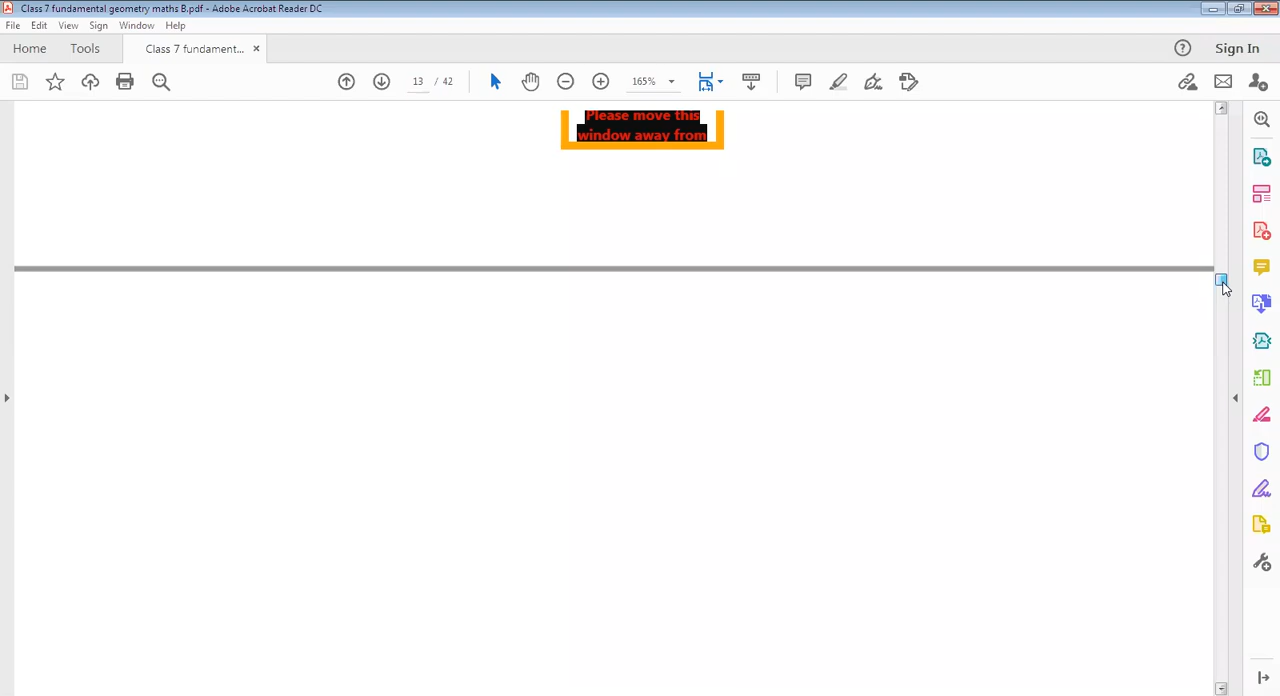 Class 7 fundamental geometry maths B.pdf - Adobe Acrobat Reader DC
File Edit View Sign Window Help
Home Tools Class 7 fundament... Sign In
13 / 42 165%
Please move this
window away from